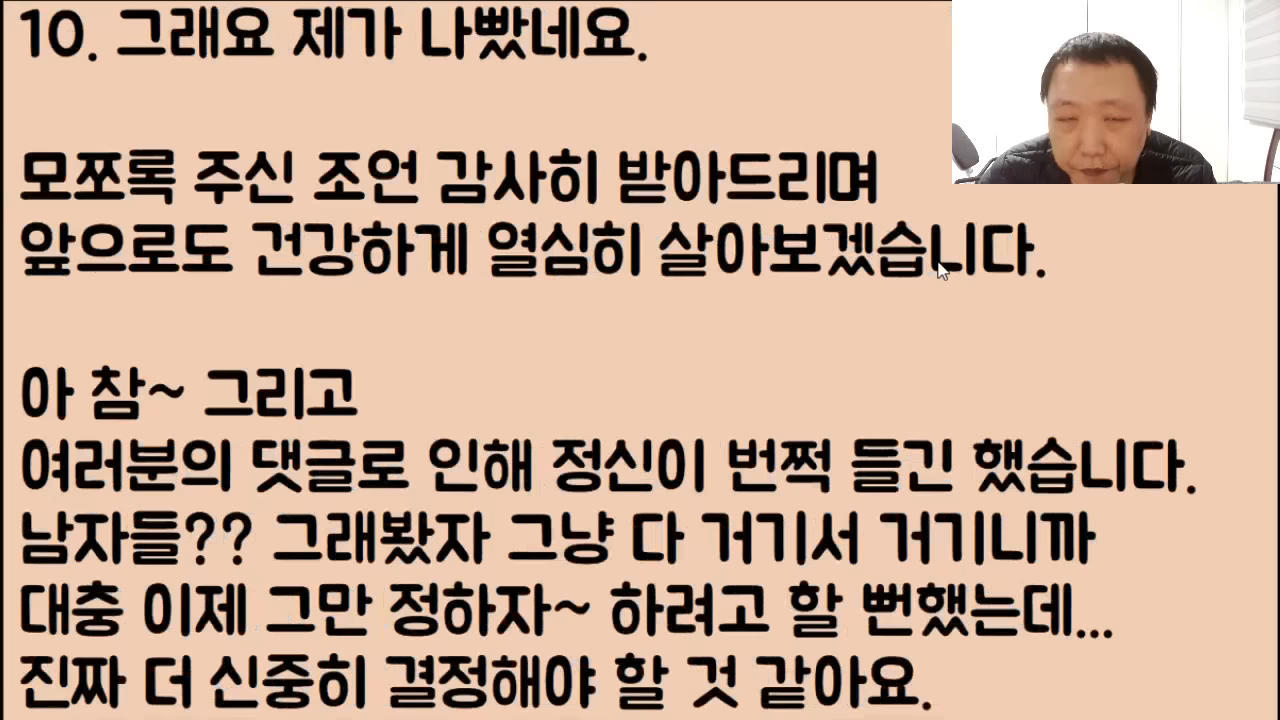 10. 그래요 제가 나빴네요.
모쪼록 주신 조언 감사히 받아드리며
앞으로도 건강하게 열심히 살아보겠습니다.
아 참~ 그리고
여러분의 댓글로 인해 정신이 번쩍 들긴 했습니다.
남자들?? 그래봤자 그냥 다 거기서 거기니까
대충 이제 그만 정하자~ 하려고 할 뻔했는데...
진짜 더 신중히 결정해야 할 것 같아요.